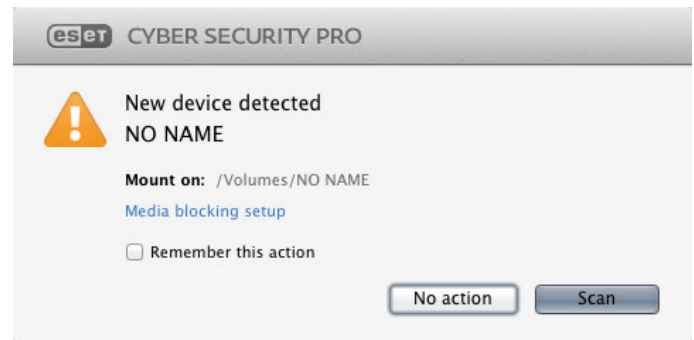 eset CYBER SECURITY PRO
New device detected
NO NAME
Mount on: /Volumes/NO NAME
Media blocking setup
Remember this action
No action Scan